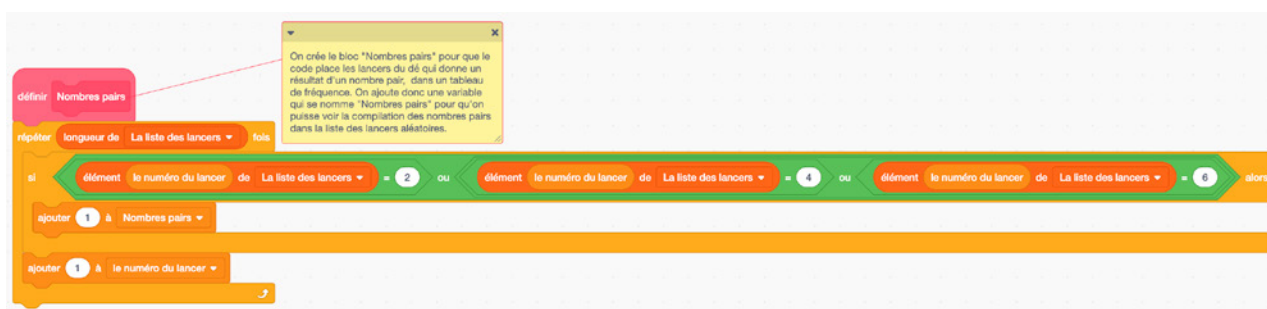 On crée le bloc "Nombres pairs" pour que le
code place les lancers du dé qui donne un
résultat d'un nombre pair, dans un tableau
de fréquence. On ajoute donc une variable
qui se nomme "Nombres pairs" pour qu'on
puisse voir la compilation des nombres pairs
dans la liste des lancers aléatoires.
définir Nombres pairs
répéter longueur de La liste des lancers fois
si élément le numéro du lancer de La liste des lancers = 2 ou élément le numéro du lancer de La liste des lancers = 4 ou élément le numéro du lancer de La liste des lancers = 6 alors
ajouter 1 à Nombres pairs
ajouter 1 à le numéro du lancer